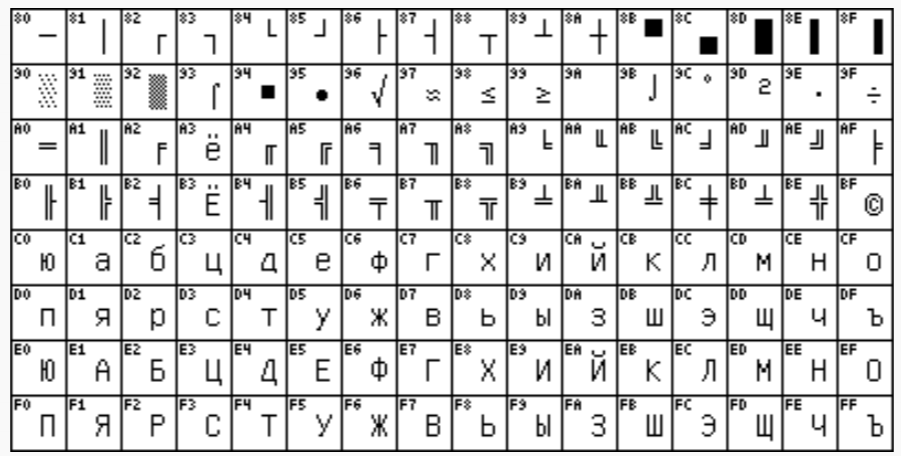 80 ─ 81 │ 82 ┌ 83 ┐ 84 └ 85 ┘ 86 ├ 87 ┤ 88 ┬ 89 ┴ 8A ┼ 8B ▀ 8C ▄ 8D █ 8E ▌ 8F ▐
90 ░ 91 ▒ 92 ▓ 93 ⌠ 94 ■ 95 ∙ 96 √ 97 ≈ 98 ≤ 99 ≥ 9A 9B ⌡ 9C ° 9D ² 9E · 9F ÷
A0 ═ A1 ║ A2 ╒ A3 ё A4 ╓ A5 ╔ A6 ╕ A7 ╖ A8 ╗ A9 ╘ AA ╙ AB ╚ AC ╛ AD ╜ AE ╝ AF ╞
B0 ╟ B1 ╠ B2 ╡ B3 Ё B4 ╢ B5 ╣ B6 ╤ B7 ╥ B8 ╦ B9 ╧ BA ╨ BB ╩ BC ╪ BD ╧ BE ╬ BF ©
C0 ю C1 а C2 б C3 ц C4 д C5 е C6 ф C7 г C8 х C9 и CA й CB к CC л CD м CE н CF о
D0 п D1 я D2 р D3 с D4 т D5 у D6 ж D7 в D8 ь D9 ы DA з DB ш DC э DD щ DE ч DF ъ
E0 Ю E1 А E2 Б E3 Ц E4 Д E5 Е E6 Ф E7 Г E8 Х E9 И EA Й EB К EC Л ED М EE Н EF О
F0 П F1 Я F2 Р F3 С F4 Т F5 У F6 Ж F7 В F8 Ь F9 Ы FA З FB Ш FC Э FD Щ FE Ч FF Ъ